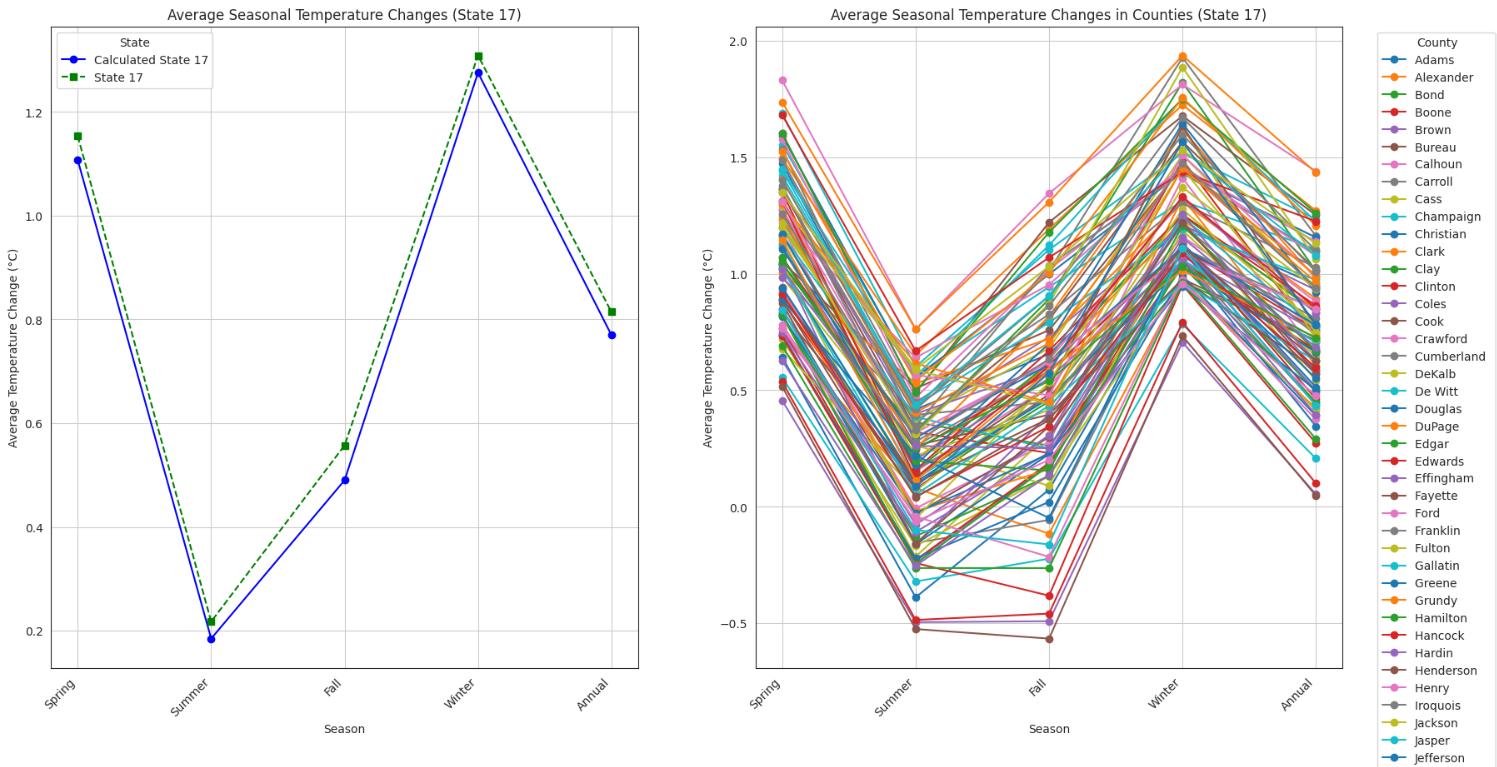 Average Seasonal Temperature Changes (State 17)
State
Calculated State 17
State 17
1.2
1.0
0.8
0.6
0.4
0.2
Average Temperature Change (°C)
Spring
Summer
Fall
Winter
Annual
Season
Average Seasonal Temperature Changes in Counties (State 17)
2.0
1.5
1.0
0.5
0.0
−0.5
Average Temperature Change (°C)
Spring
Summer
Fall
Winter
Annual
Season
County
Adams
Alexander
Bond
Boone
Brown
Bureau
Calhoun
Carroll
Cass
Champaign
Christian
Clark
Clay
Clinton
Coles
Cook
Crawford
Cumberland
DeKalb
De Witt
Douglas
DuPage
Edgar
Edwards
Effingham
Fayette
Ford
Franklin
Fulton
Gallatin
Greene
Grundy
Hamilton
Hancock
Hardin
Henderson
Henry
Iroquois
Jackson
Jasper
Jefferson